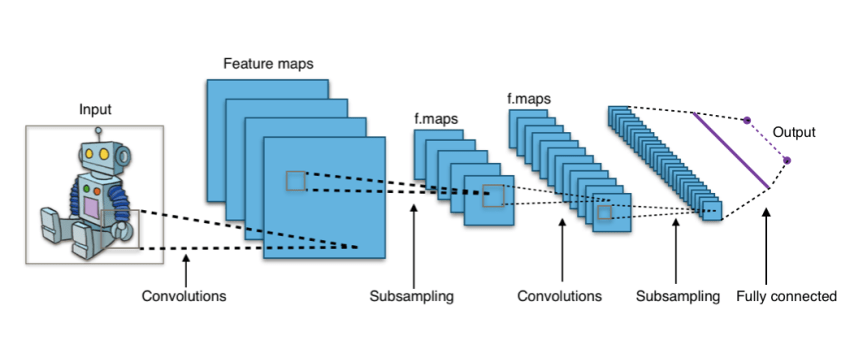 Feature maps
Input
f.maps
f.maps
Output
Convolutions
Subsampling
Convolutions
Subsampling
Fully connected